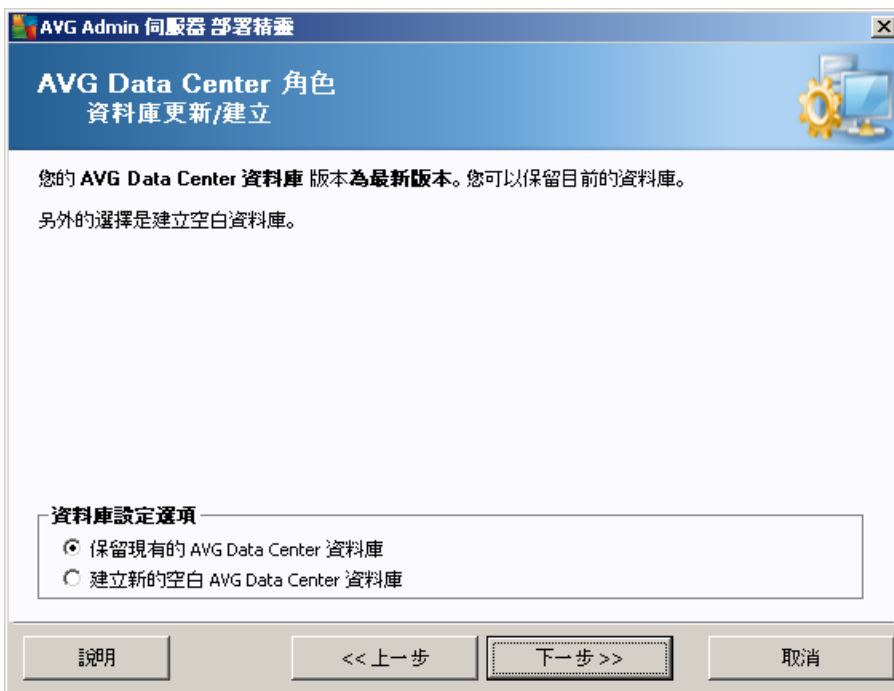 AVG Admin 伺服器 部署精靈
AVG Data Center 角色
資料庫更新/建立
您的 AVG Data Center 資料庫 版本為最新版本。您可以保留目前的資料庫。
另外的選擇是建立空白資料庫。
資料庫設定選項
保留現有的 AVG Data Center 資料庫
建立新的空白 AVG Data Center 資料庫
說明
<< 上一步
下一步 >>
取消